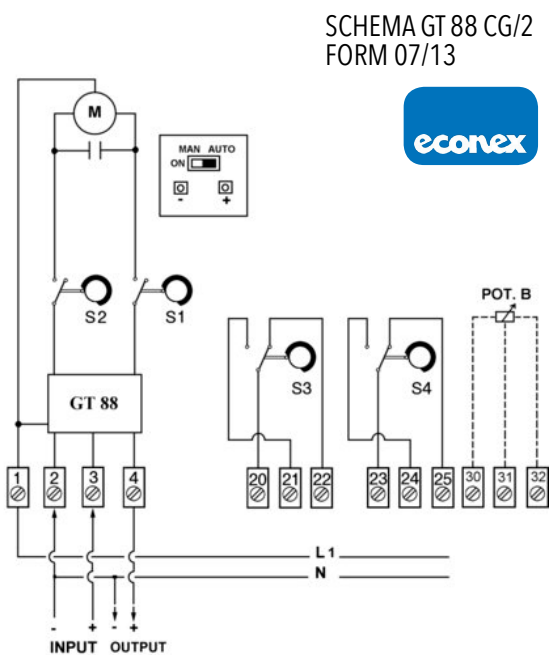 SCHEMA GT 88 CG/2
FORM 07/13
econex
M
MAN AUTO
ON
- +
S2 S1
POT. B
S3 S4
GT 88
1 2 3 4 20 21 22 23 24 25 30 31 32
L1
N
- + - +
INPUT OUTPUT